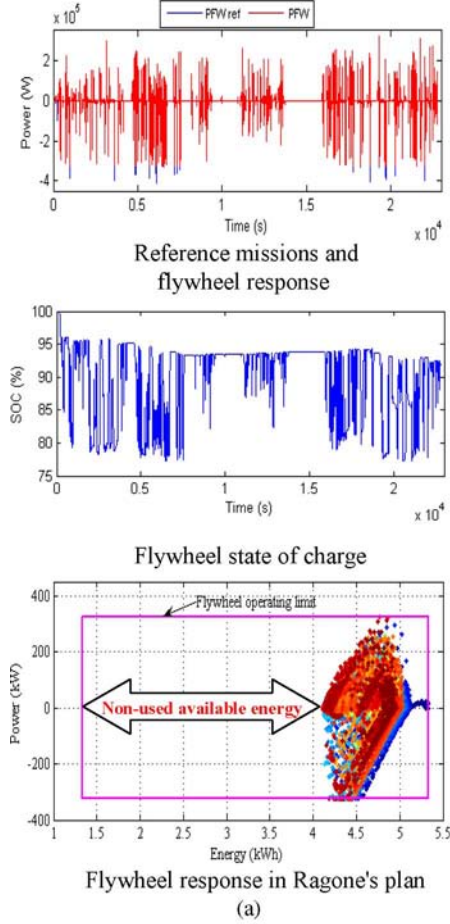 PFW ref PFW
× 10^5
2
0
-2
-4
Power (W)
0 0.5 1 1.5 2
Time (s)
× 10^4
Reference missions and
flywheel response
100
95
90
85
80
75
SOC (%)
0 0.5 1 1.5 2
Time (s)
× 10^4
Flywheel state of charge
400
200
0
-200
-400
Power (kW)
Flywheel operating limit
Non-used available energy
1 1.5 2 2.5 3 3.5 4 4.5 5 5.5
Energy (kWh)
Flywheel response in Ragone's plan
(a)